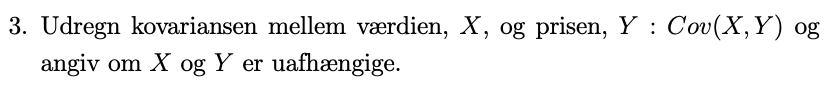 3. Udregn kovariansen mellem værdien, X, og prisen, Y : Cov(X, Y) og
angiv om X og Y er uafhængige.